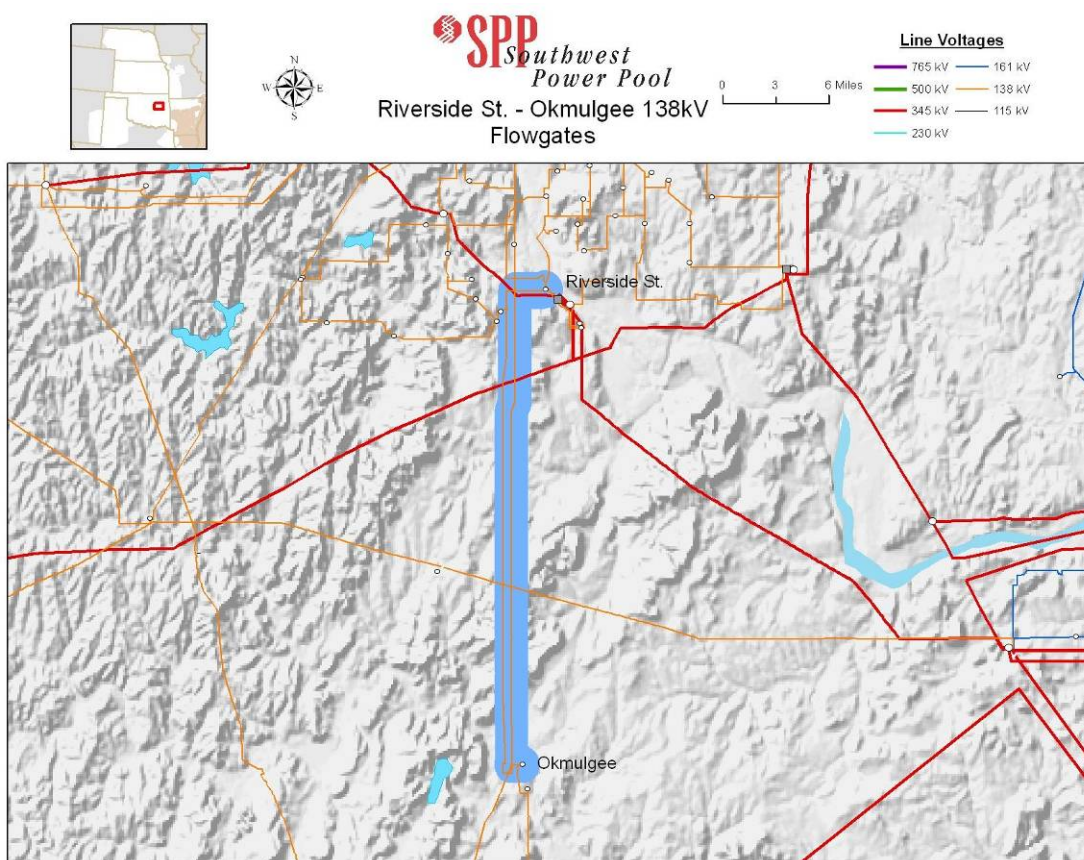 SPP
Southwest
Power Pool
Riverside St. - Okmulgee 138kV
Flowgates
N
W
E
S
0
3
6 Miles
Line Voltages
765 kV
161 kV
500 kV
138 kV
345 kV
115 kV
230 kV
Riverside St.
Okmulgee